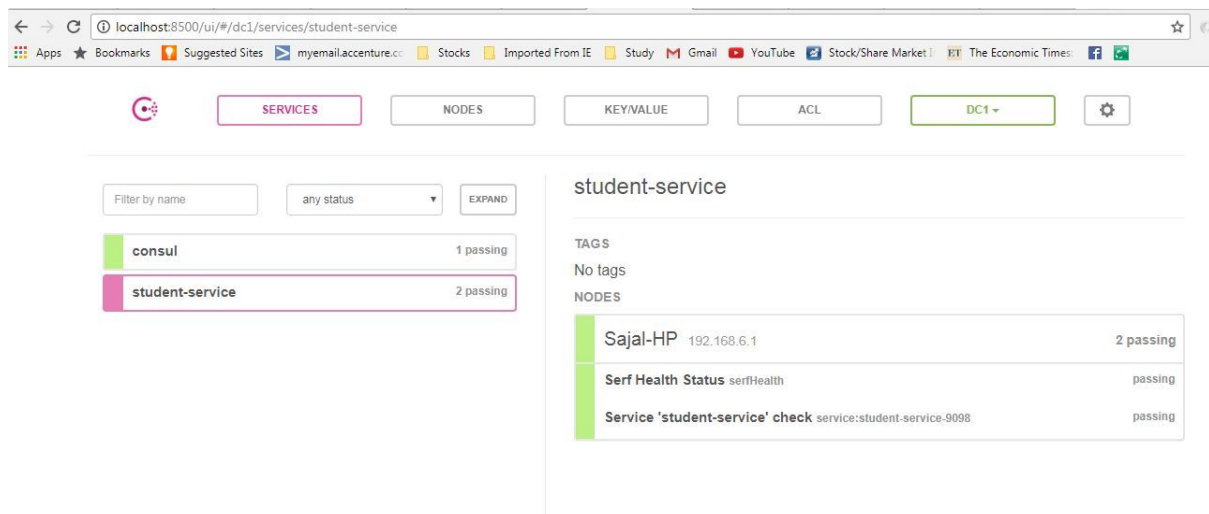 localhost:8500/ui/#/dc1/services/student-service
Apps Bookmarks Suggested Sites myemail.accenture.co Stocks Imported From IE Study Gmail YouTube Stock/Share Market I ET The Economic Times:
SERVICES NODES KEY/VALUE ACL DC1
Filter by name any status EXPAND
consul 1 passing
student-service 2 passing
student-service
TAGS
No tags
NODES
Sajal-HP 192.168.6.1 2 passing
Serf Health Status serfHealth passing
Service 'student-service' check service:student-service-9098 passing